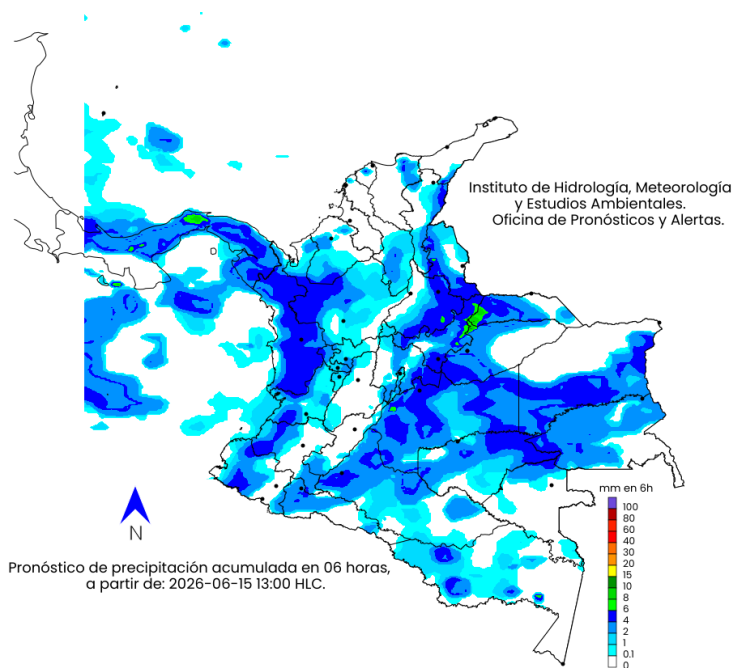 Instituto de Hidrología, Meteorología
y Estudios Ambientales.
Oficina de Pronósticos y Alertas.
N
Pronóstico de precipitación acumulada en 06 horas,
a partir de: 2026-06-15 13:00 HLC.
mm en 6h
100
80
60
40
30
20
15
10
8
6
4
2
1
0.1
0